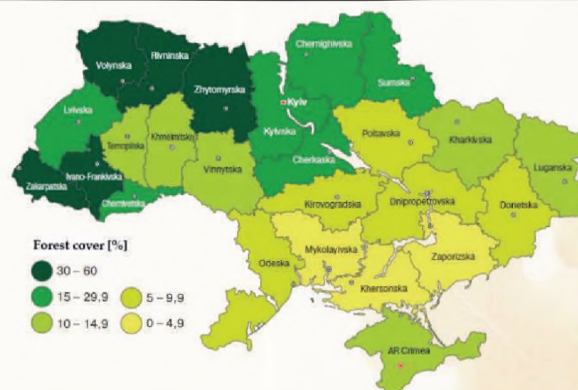 Chernighivska
Rivninska
Volynska
Sumska
Zhytomyrska
Kyiv
Lvivska
Khmelnitska
Kyivska
Poltavska
Kharkivska
Ternopilska
Cherkaska
Luganska
Ivano-Frankivska
Vinnytska
Zakarpatska
Chernivetska
Dnipropetrovska
Donetska
Kirovogradska
Forest cover [%]
Mykolayivska
Zaporizska
Odeska
30 – 60
Khersonska
15 – 29,9
5 – 9,9
10 – 14,9
0 – 4,9
AR Crimea